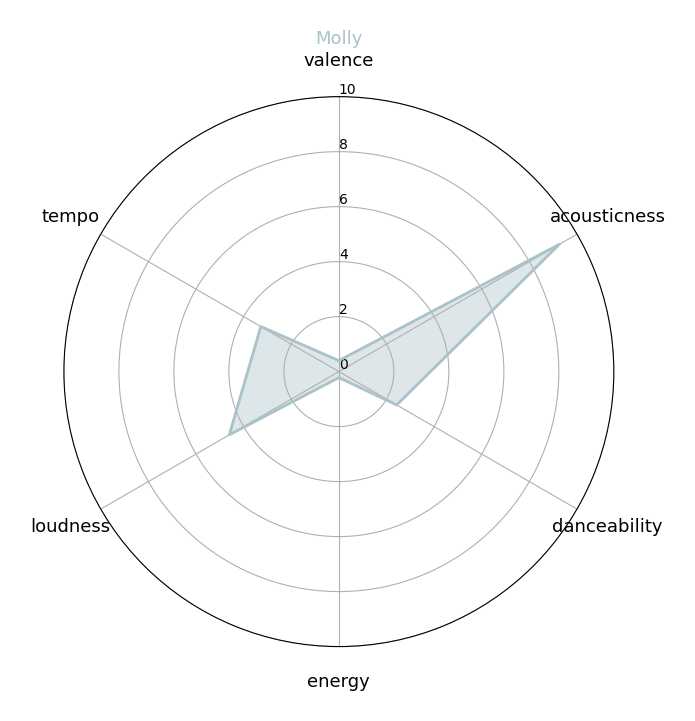 Molly
valence
10
8
6
4
2
0
tempo
acousticness
loudness
danceability
energy